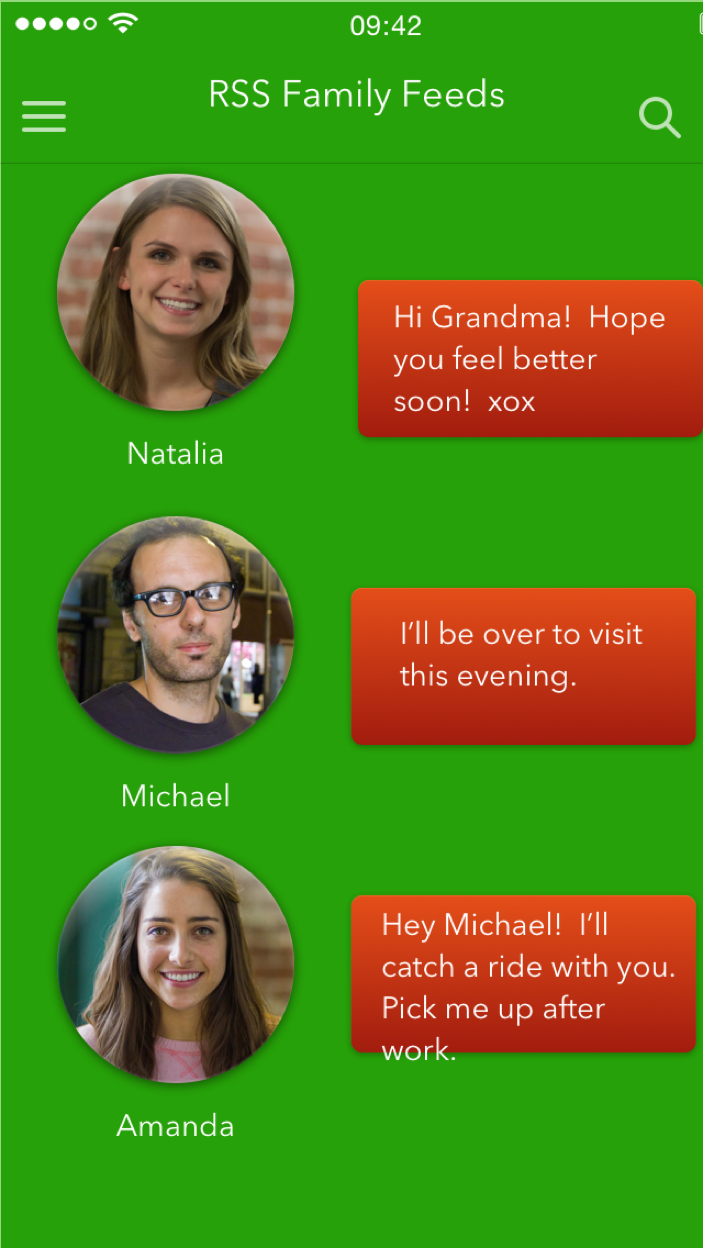 09:42
RSS Family Feeds
Hi Grandma!  Hope
you feel better
soon!  xox
Natalia
I’ll be over to visit
this evening.
Michael
Hey Michael!  I’ll
catch a ride with you.
Pick me up after
work.
Amanda